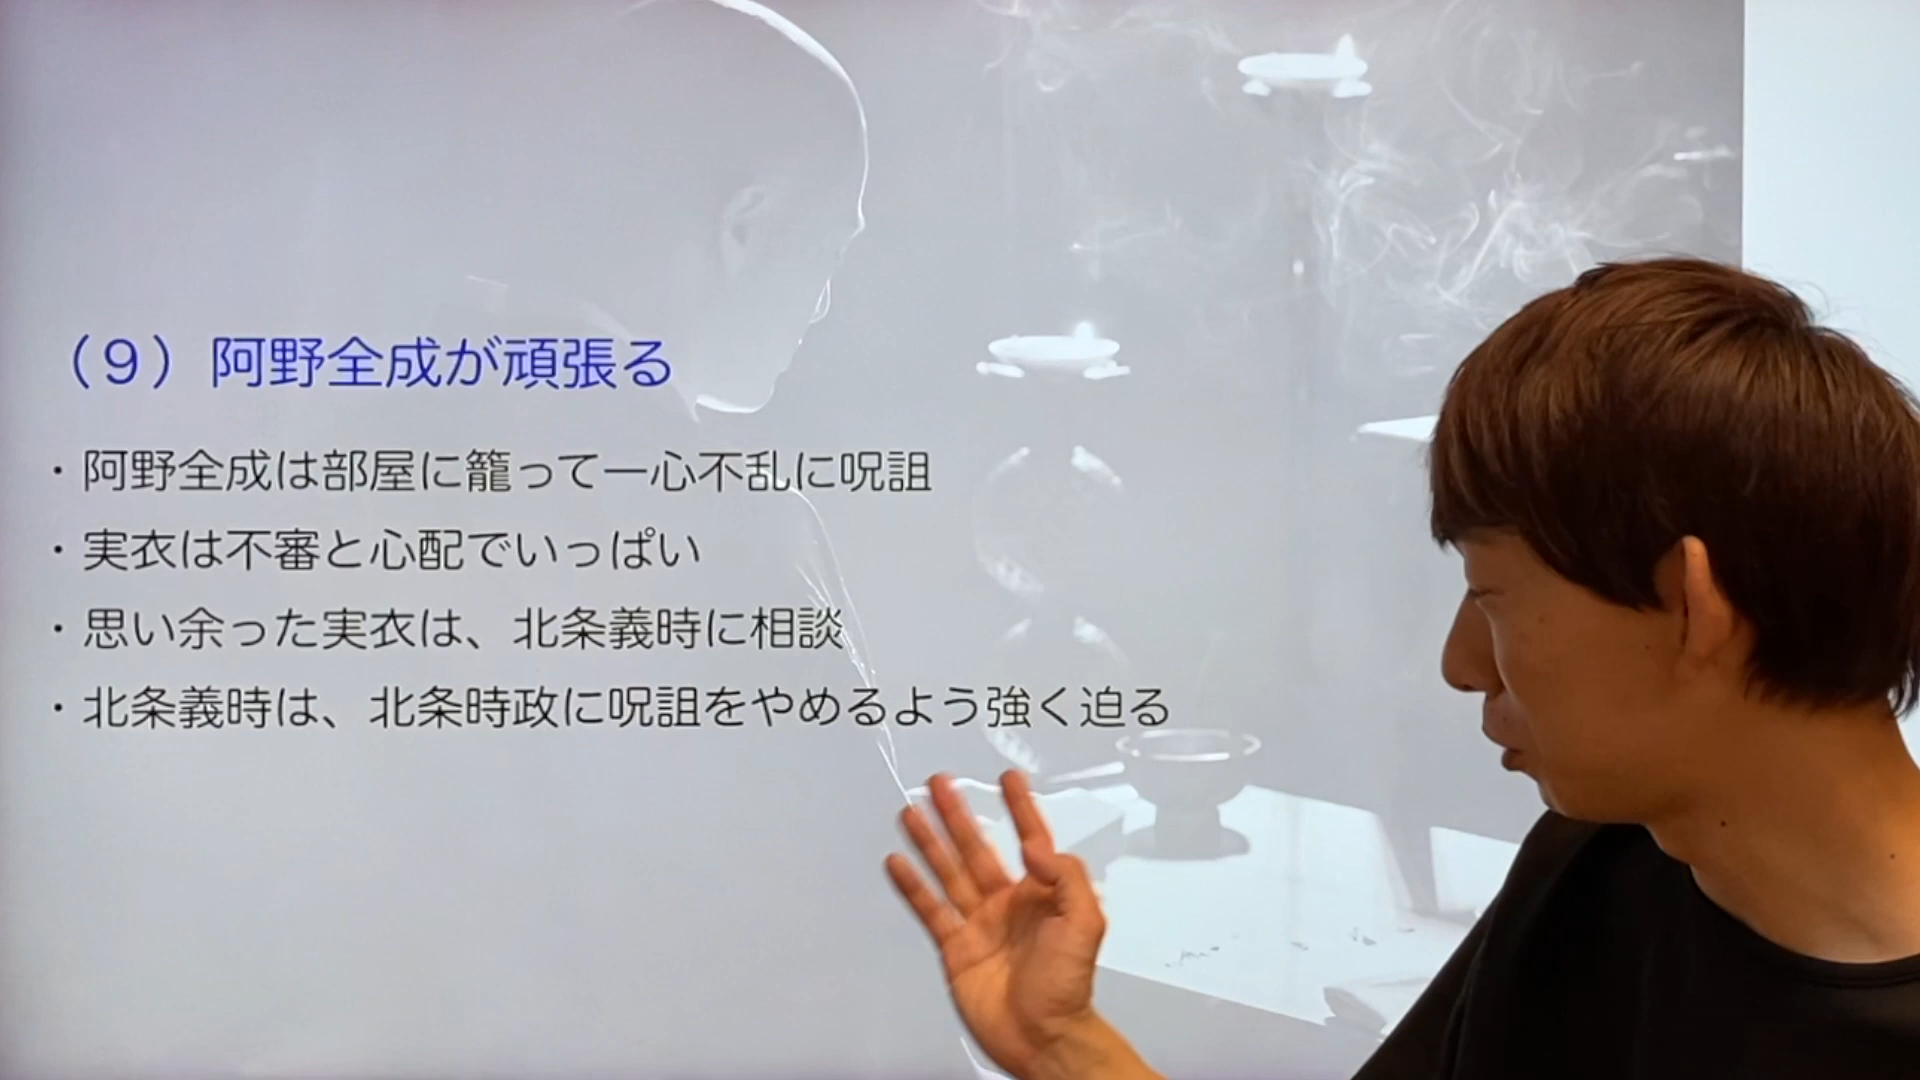 （９）阿野全成が頑張る
・阿野全成は部屋に籠って一心不乱に呪詛
・実衣は不審と心配でいっぱい
・思い余った実衣は、北条義時に相談
・北条義時は、北条時政に呪詛をやめるよう強く迫る